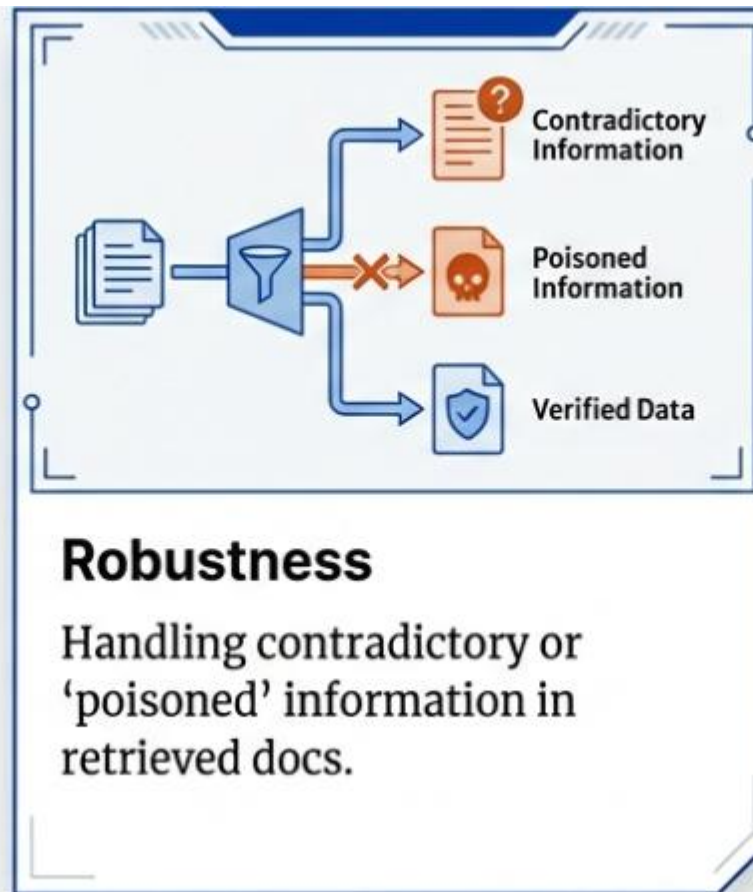 ?
Contradictory
Information
Poisoned
Information
Verified Data
Robustness
Handling contradictory or
‘poisoned’ information in
retrieved docs.